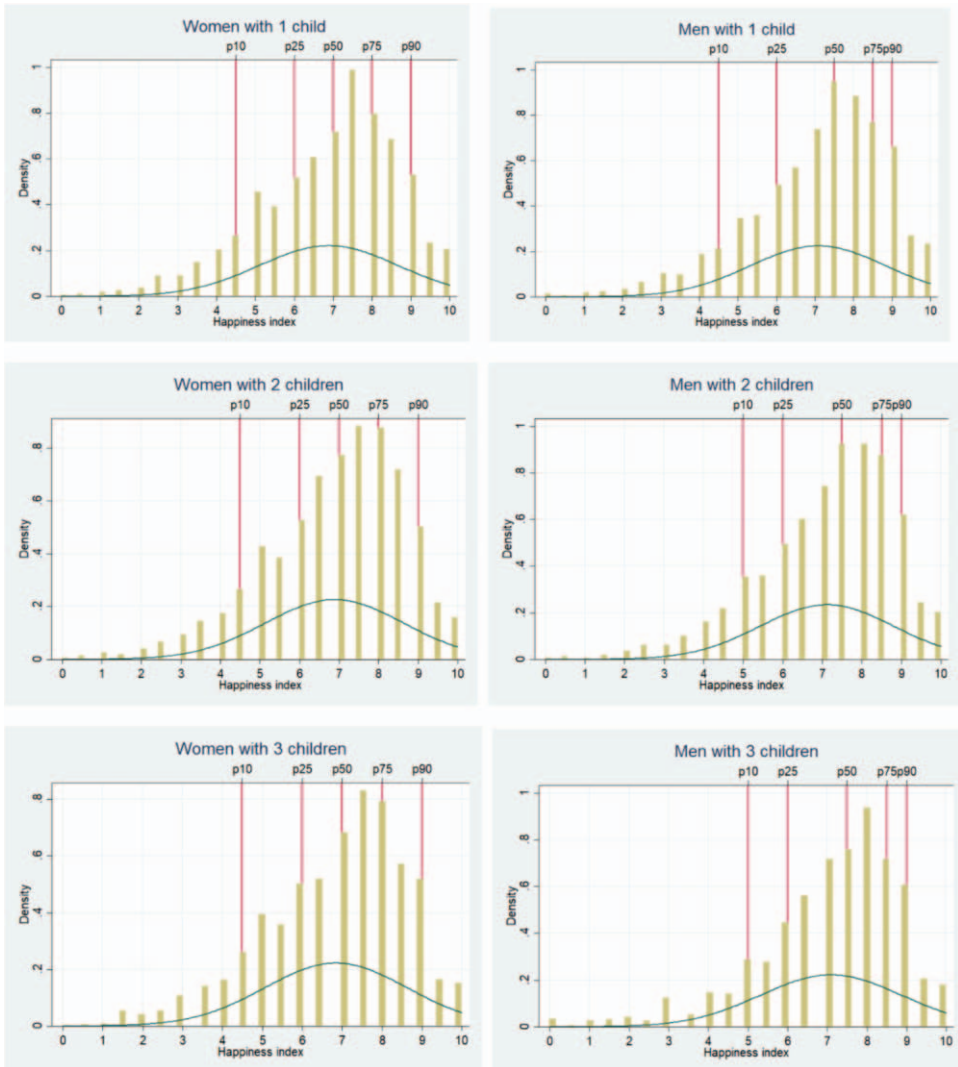 Women with 1 child
p10 p25 p50 p75 p90
1
.8
.6
.4
.2
0
Density
0 1 2 3 4 5 6 7 8 9 10
Happiness index
Men with 1 child
p10 p25 p50 p75p90
1
.8
.6
.4
.2
0
Density
0 1 2 3 4 5 6 7 8 9 10
Happiness index
Women with 2 children
p10 p25 p50 p75 p90
.8
.6
.4
.2
0
Density
0 1 2 3 4 5 6 7 8 9 10
Happiness index
Men with 2 children
p10 p25 p50 p75p90
1
.8
.6
.4
.2
0
Density
0 1 2 3 4 5 6 7 8 9 10
Happiness index
Women with 3 children
p10 p25 p50 p75 p90
.8
.6
.4
.2
0
Density
0 1 2 3 4 5 6 7 8 9 10
Happiness index
Men with 3 children
p10 p25 p50 p75p90
1
.8
.6
.4
.2
0
Density
0 1 2 3 4 5 6 7 8 9 10
Happiness index